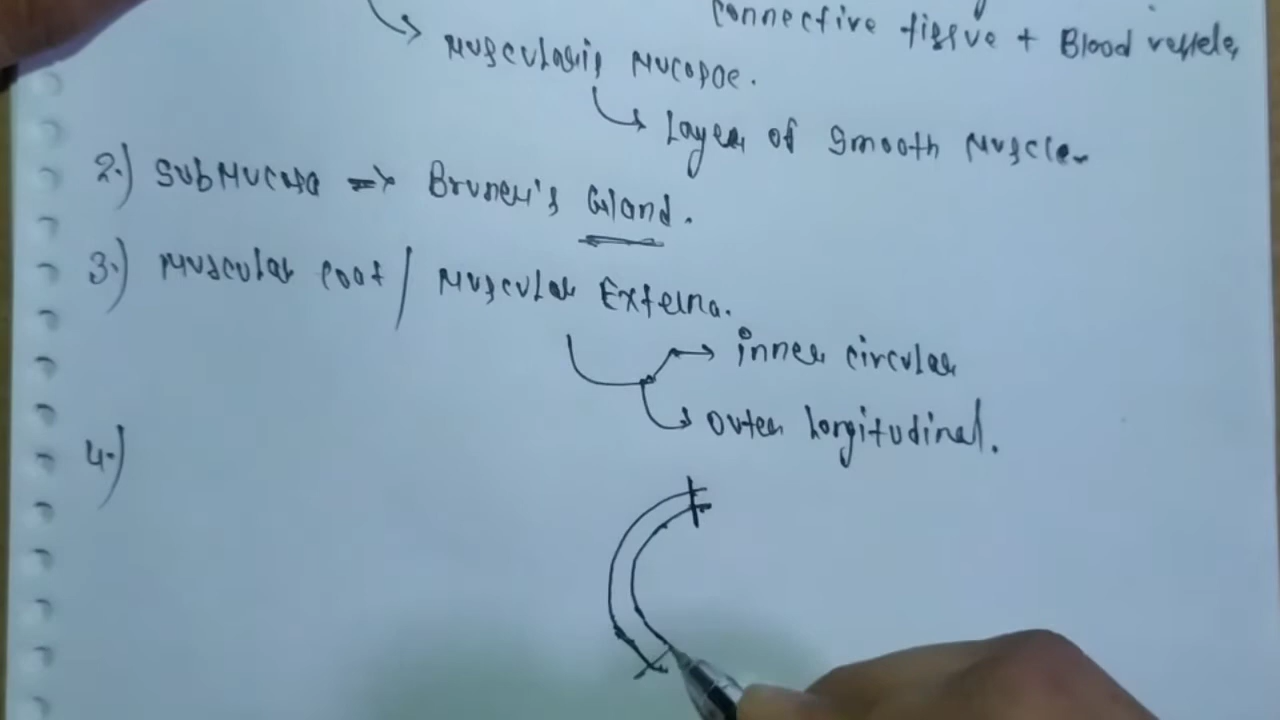 connective tissue + Blood vessels
Muscularis Mucosae.
Layer of smooth Muscle.
2.) SubMucosa => Bruner's Gland.
3.) Muscular coat / Muscular Externa.
inner circular
outer longitudinal.
4.)